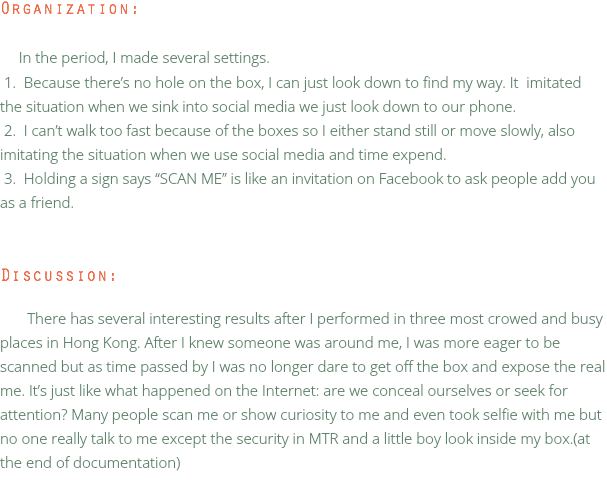 Organization:
In the period, I made several settings.
1. Because there's no hole on the box, I can just look down to find my way. It imitated
the situation when we sink into social media we just look down to our phone.
2. I can't walk too fast because of the boxes so I either stand still or move slowly, also
imitating the situation when we use social media and time expend.
3. Holding a sign says “SCAN ME” is like an invitation on Facebook to ask people add you
as a friend.
Discussion:
There has several interesting results after I performed in three most crowed and busy
places in Hong Kong. After I knew someone was around me, I was more eager to be
scanned but as time passed by I was no longer dare to get off the box and expose the real
me. It's just like what happened on the Internet: are we conceal ourselves or seek for
attention? Many people scan me or show curiosity to me and even took selfie with me but
no one really talk to me except the security in MTR and a little boy look inside my box.(at
the end of documentation)